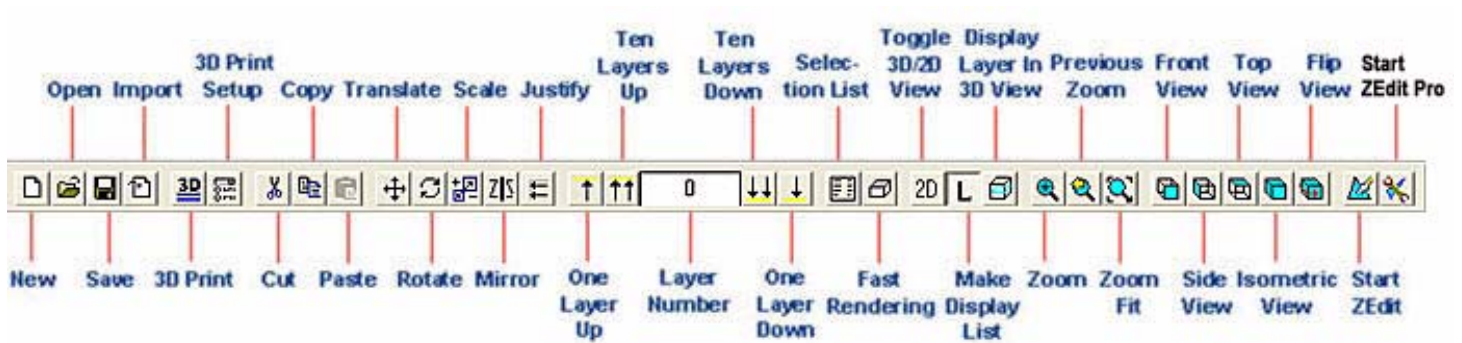 Ten Ten Toggle Display
3D Print Layers Layers Selec- 3D/2D Layer In Previous Front Top Flip Start
Open Import Setup Copy Translate Scale Justify Up Down tion List View 3D View Zoom View View View ZEdit Pro
3D Z|S 0 2D L
New Save 3D Print Cut Paste Rotate Mirror One Layer One Fast Make Zoom Zoom Side Isometric Start
Layer Number Layer Rendering Display Fit View View ZEdit
Up Down List